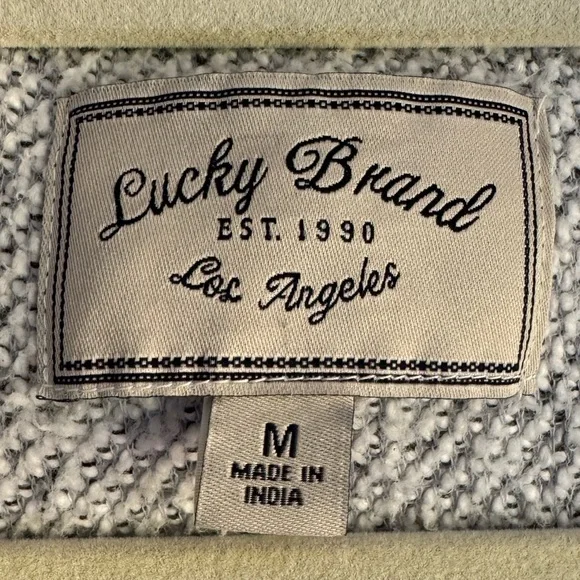 Lucky Brand
EST. 1990
Los Angeles
M
MADE IN
INDIA